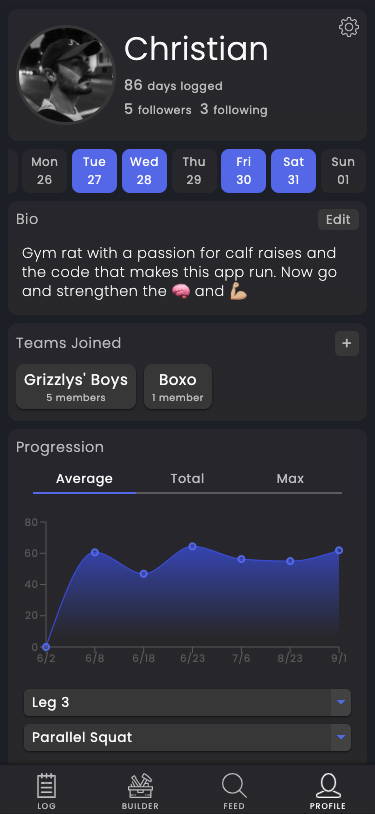 Christian
86 days logged
5 followers 3 following
Mon Tue Wed Thu Fri Sat Sun
26 27 28 29 30 31 01
Bio Edit
Gym rat with a passion for calf raises and
the code that makes this app run. Now go
and strengthen the 🧠 and 💪🏼
Teams Joined +
Grizzlys' Boys Boxo
5 members 1 member
Progression
Average Total Max
80
60
40
20
0
6/2 6/8 6/18 6/23 7/6 8/23 9/1
Leg 3
Parallel Squat
LOG BUILDER FEED PROFILE